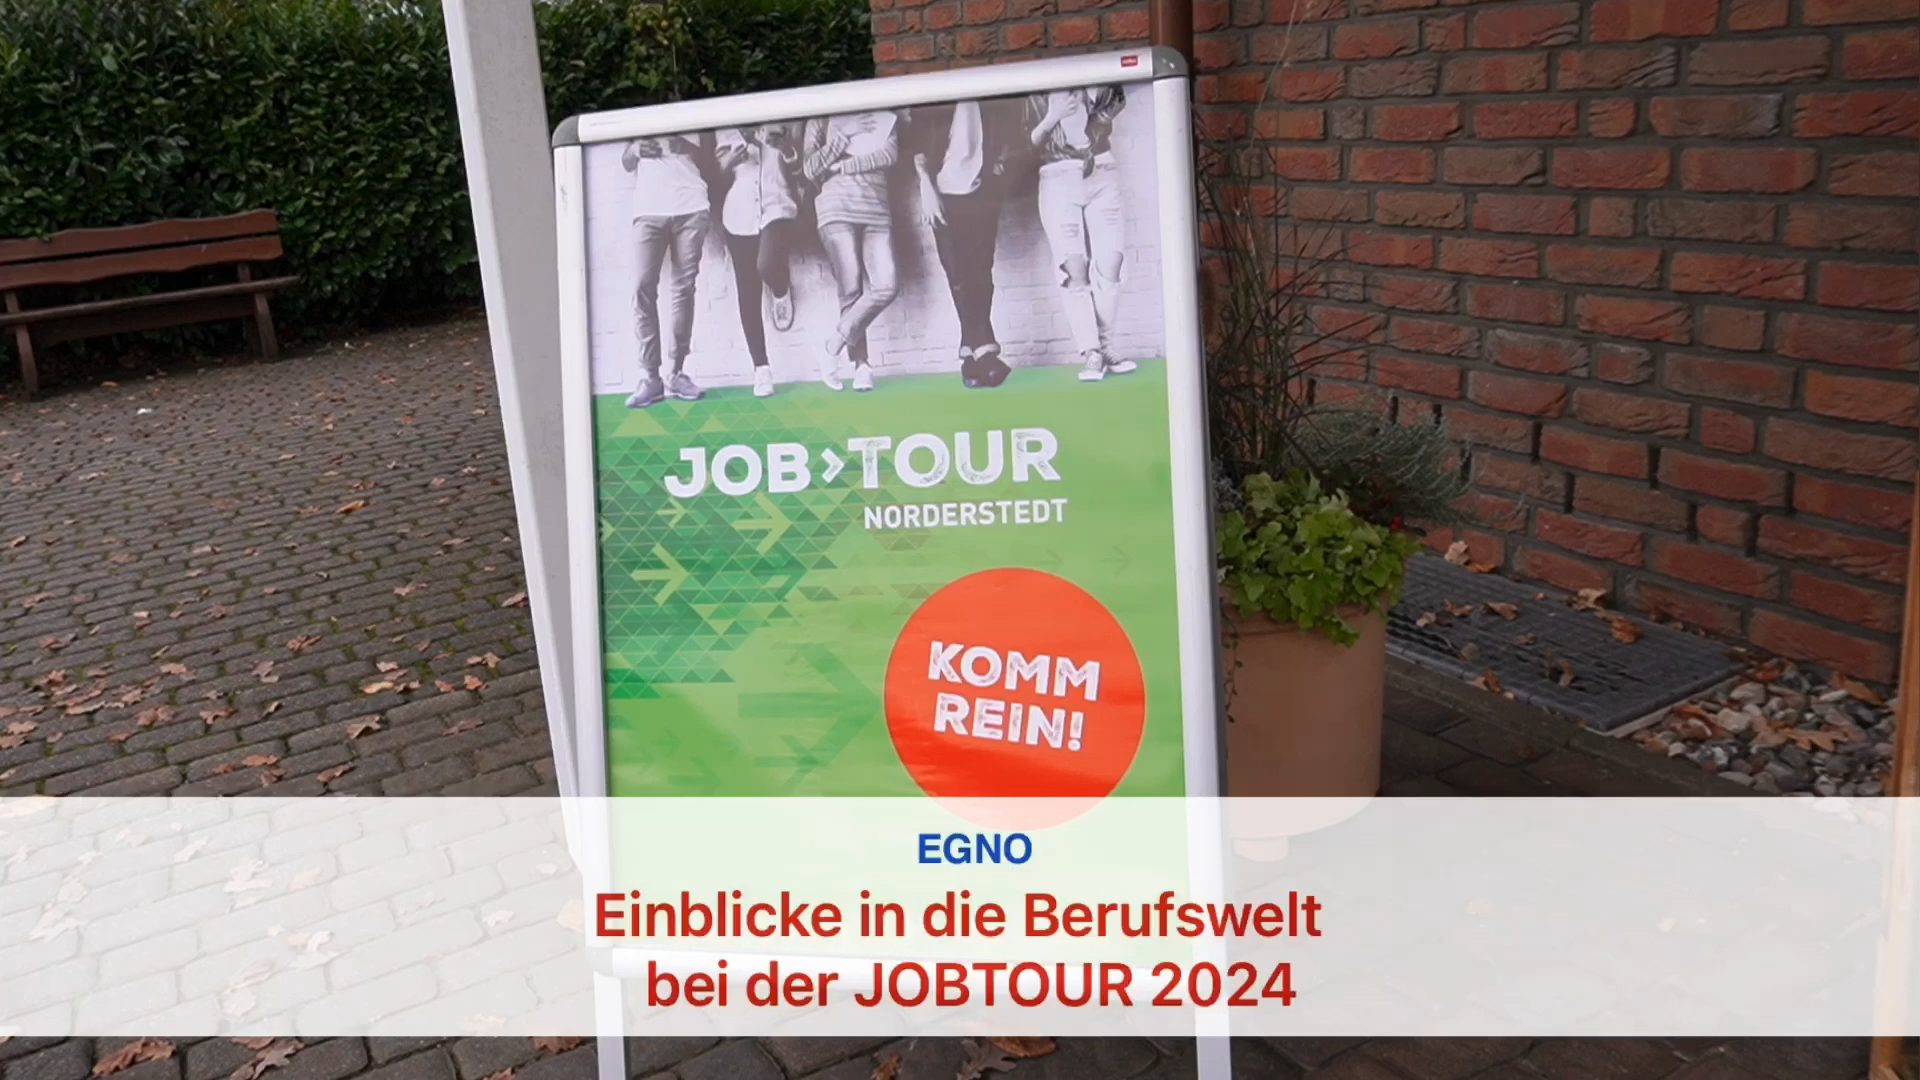 JOB>TOUR
NORDERSTEDT
KOMM
REIN!
EGNO
Einblicke in die Berufswelt
bei der JOBTOUR 2024